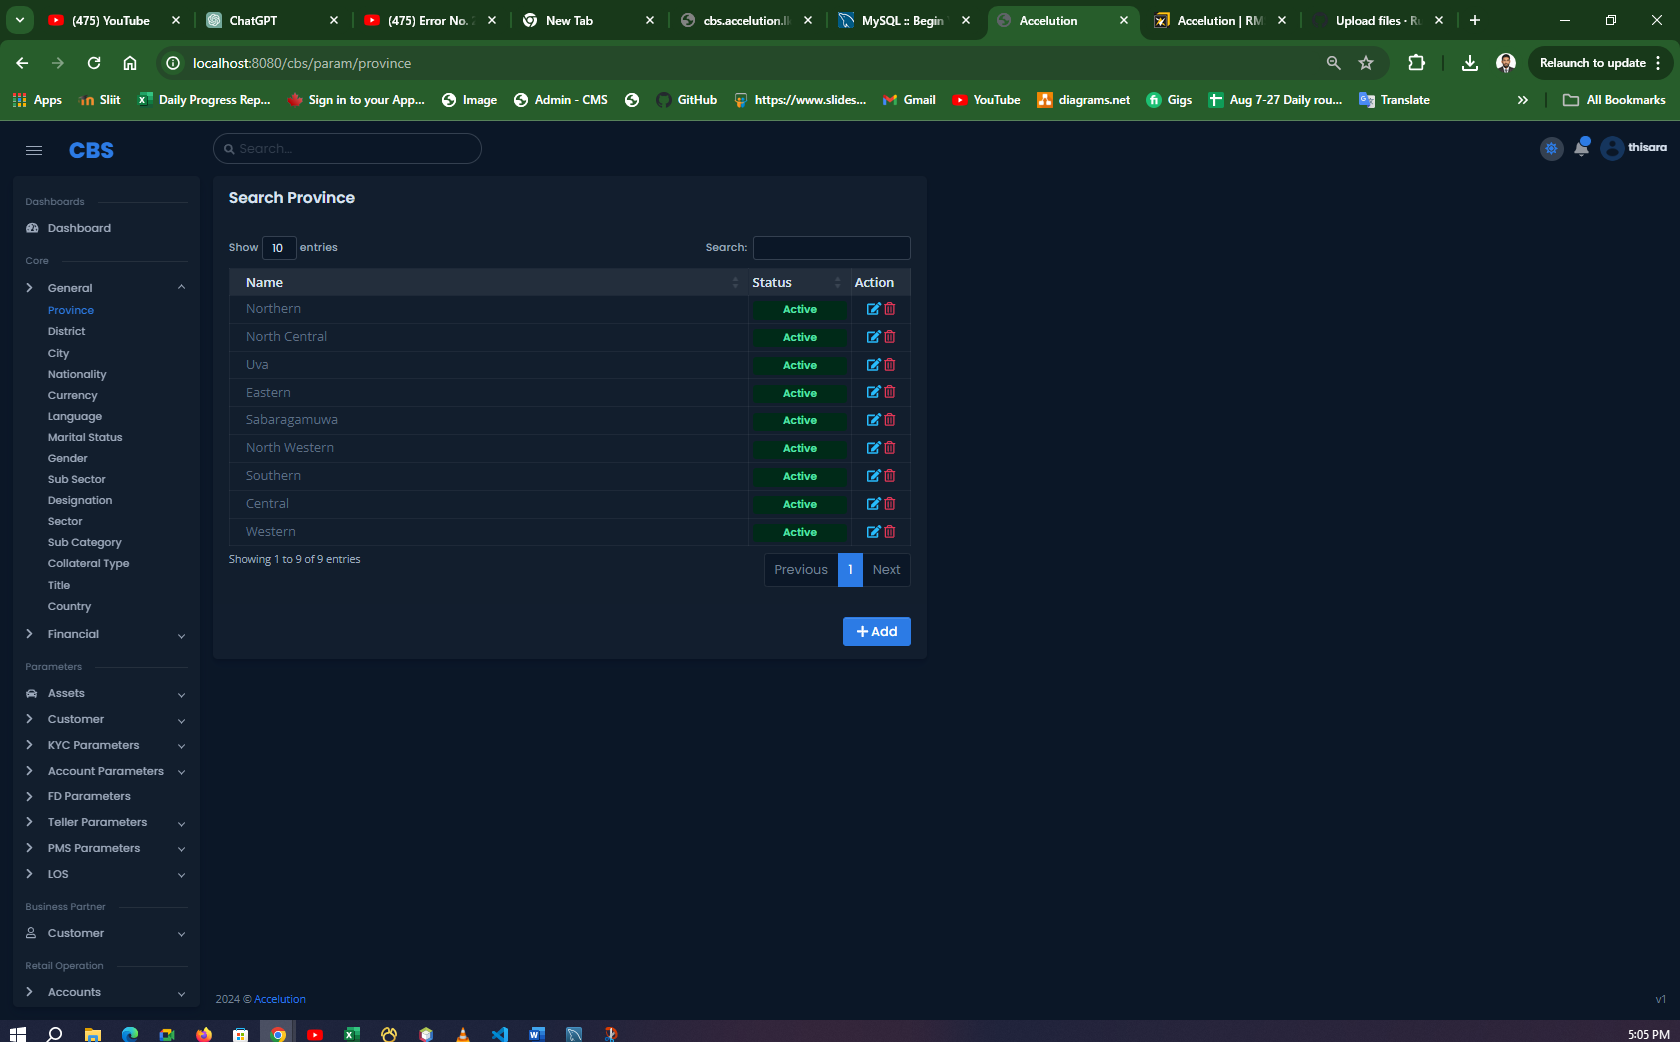 (475) YouTube
ChatGPT
(475) Error No. 2
New Tab
cbs.accelution.l
MySQL :: Begin
Accelution
Accelution | RM
Upload files · Ru
localhost:8080/cbs/param/province
Relaunch to update
Apps
Sliit
Daily Progress Rep...
Sign in to your App...
Image
Admin - CMS
GitHub
https://www.slides...
Gmail
YouTube
diagrams.net
Gigs
Aug 7-27 Daily rou...
Translate
All Bookmarks
CBS
Search...
thisara
Dashboards
Dashboard
Core
General
Province
District
City
Nationality
Currency
Language
Marital Status
Gender
Sub Sector
Designation
Sector
Sub Category
Collateral Type
Title
Country
Financial
Parameters
Assets
Customer
KYC Parameters
Account Parameters
FD Parameters
Teller Parameters
PMS Parameters
LOS
Business Partner
Customer
Retail Operation
Accounts
Search Province
Show 10 entries
Search:
Name Status Action
Northern Active
North Central Active
Uva Active
Eastern Active
Sabaragamuwa Active
North Western Active
Southern Active
Central Active
Western Active
Showing 1 to 9 of 9 entries
Previous 1 Next
Add
2024 © Accelution
v1
5:05 PM